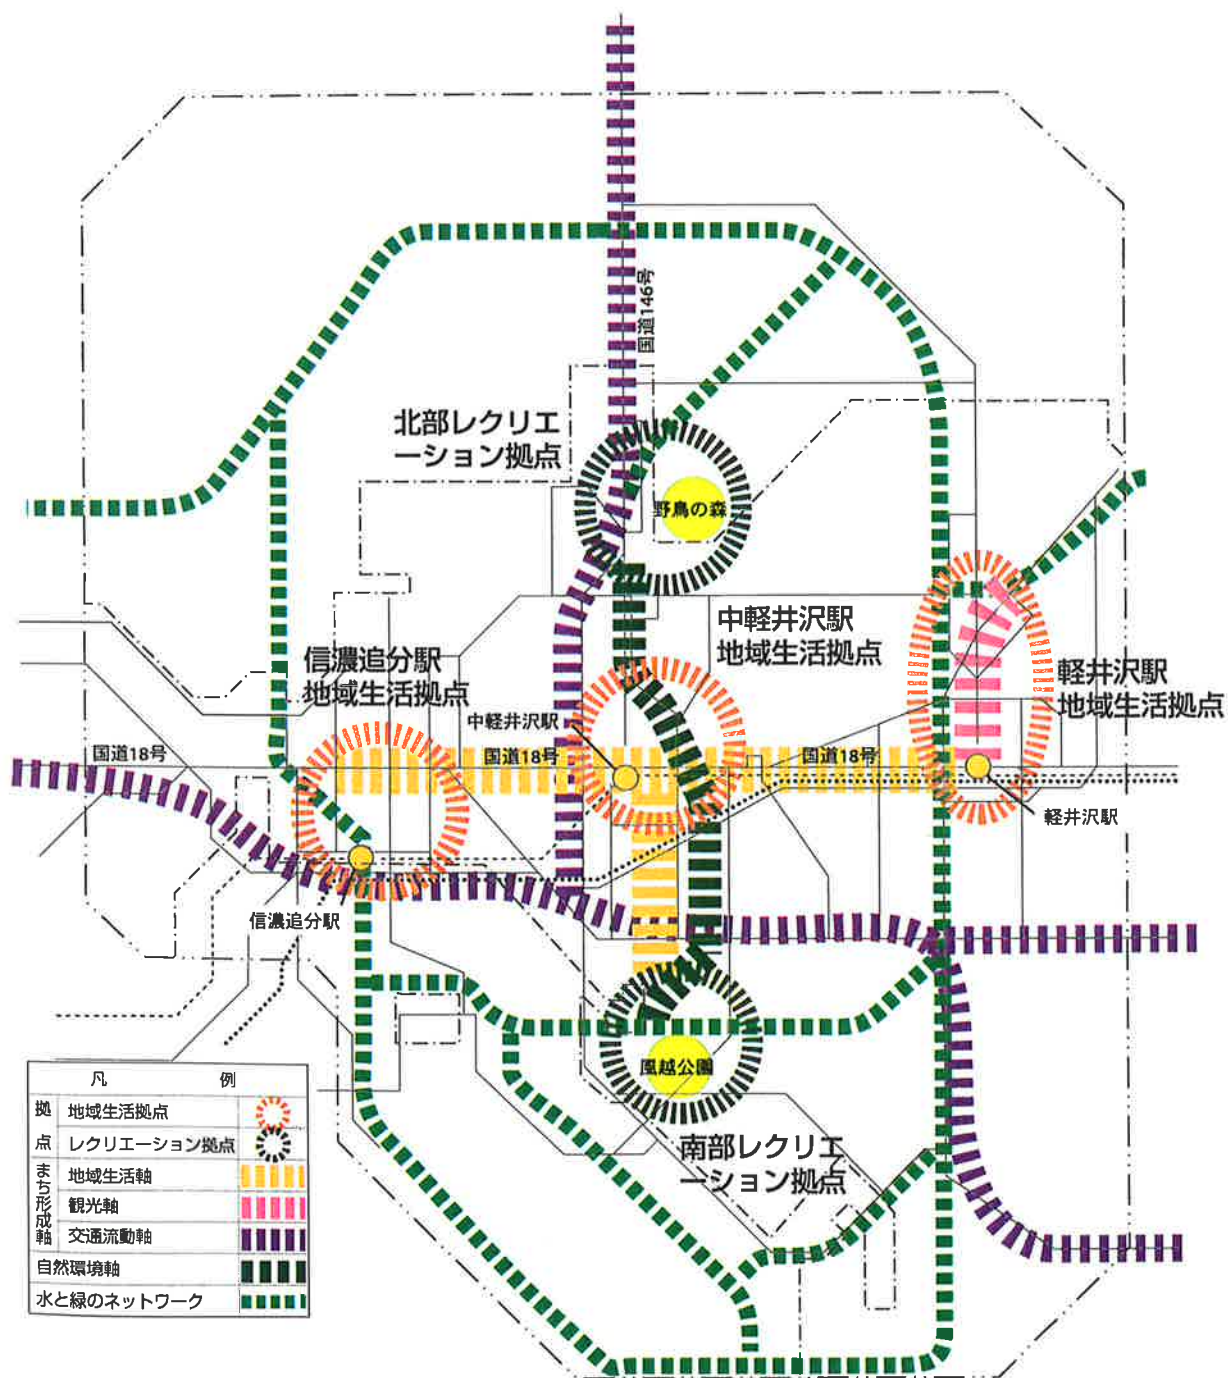 国道146号
北部レクリエ
ーション拠点
野鳥の森
中軽井沢駅
地域生活拠点
信濃追分駅
地域生活拠点
軽井沢駅
地域生活拠点
中軽井沢駅
国道18号
国道18号
国道18号
軽井沢駅
信濃追分駅
風越公園
南部レクリエ
ーション拠点
凡 例
拠点
地域生活拠点
レクリエーション拠点
まち形成軸
地域生活軸
観光軸
交通流動軸
自然環境軸
水と緑のネットワーク